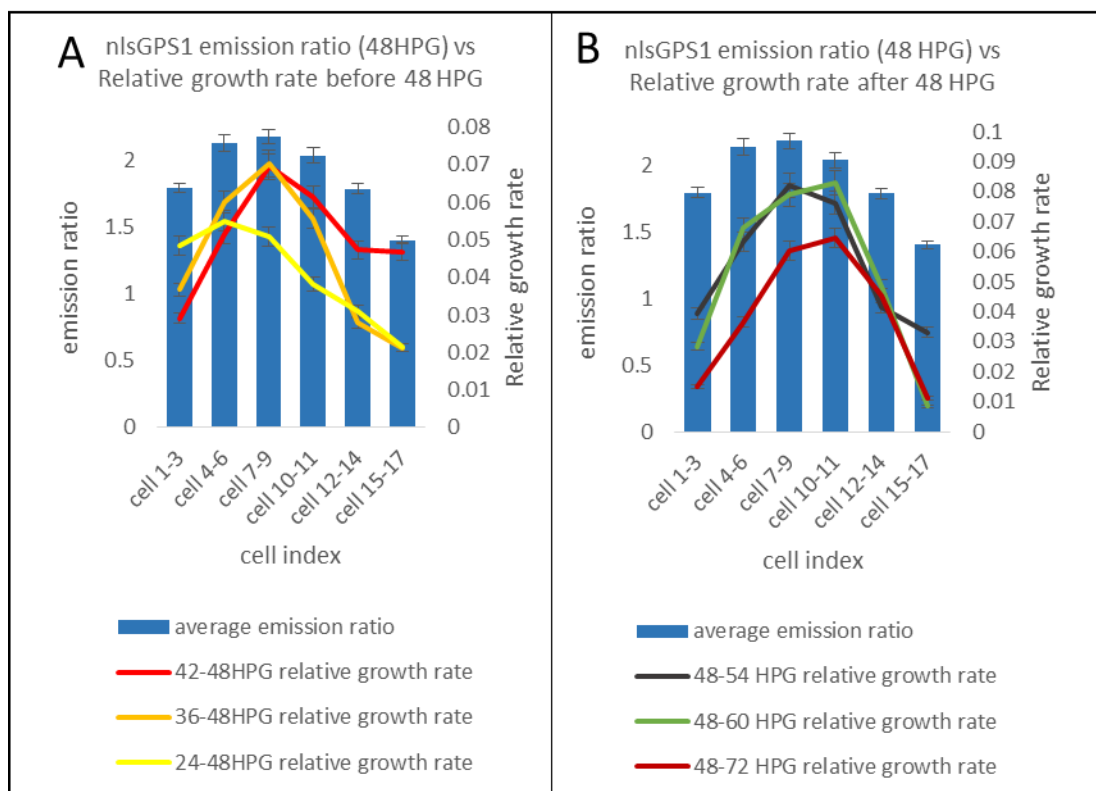 A
nlsGPS1 emission ratio (48HPG) vs
Relative growth rate before 48 HPG
emission ratio
2
1.5
1
0.5
0
0.08
0.07
0.06
0.05
0.04
0.03
0.02
0.01
0
Relative growth rate
cell 1-3
cell 4-6
cell 7-9
cell 10-11
cell 12-14
cell 15-17
cell index
average emission ratio
42-48HPG relative growth rate
36-48HPG relative growth rate
24-48HPG relative growth rate
B
nlsGPS1 emission ratio (48 HPG) vs
Relative growth rate after 48 HPG
emission ratio
2
1.5
1
0.5
0
0.1
0.09
0.08
0.07
0.06
0.05
0.04
0.03
0.02
0.01
0
Relative growth rate
cell 1-3
cell 4-6
cell 7-9
cell 10-11
cell 12-14
cell 15-17
cell index
average emission ratio
48-54 HPG relative growth rate
48-60 HPG relative growth rate
48-72 HPG relative growth rate